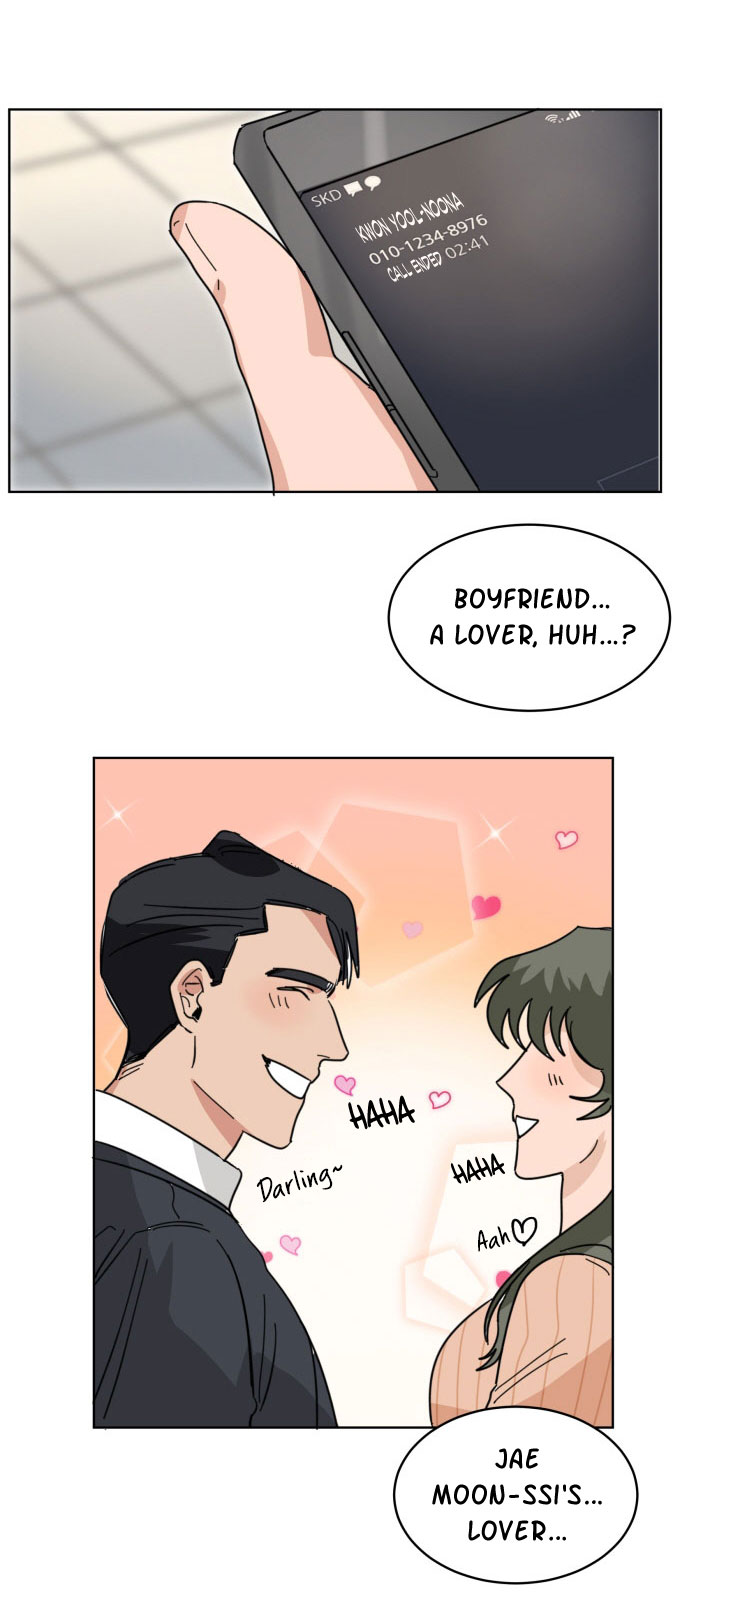 SKD
KWON YOOL-NOONA
010-1234-8976
CALL ENDED 02:41
BOYFRIEND...
A LOVER, HUH...?
HAHA
Darling~
HAHA
Aah♡
JAE
MOON-SSI'S...
LOVER...